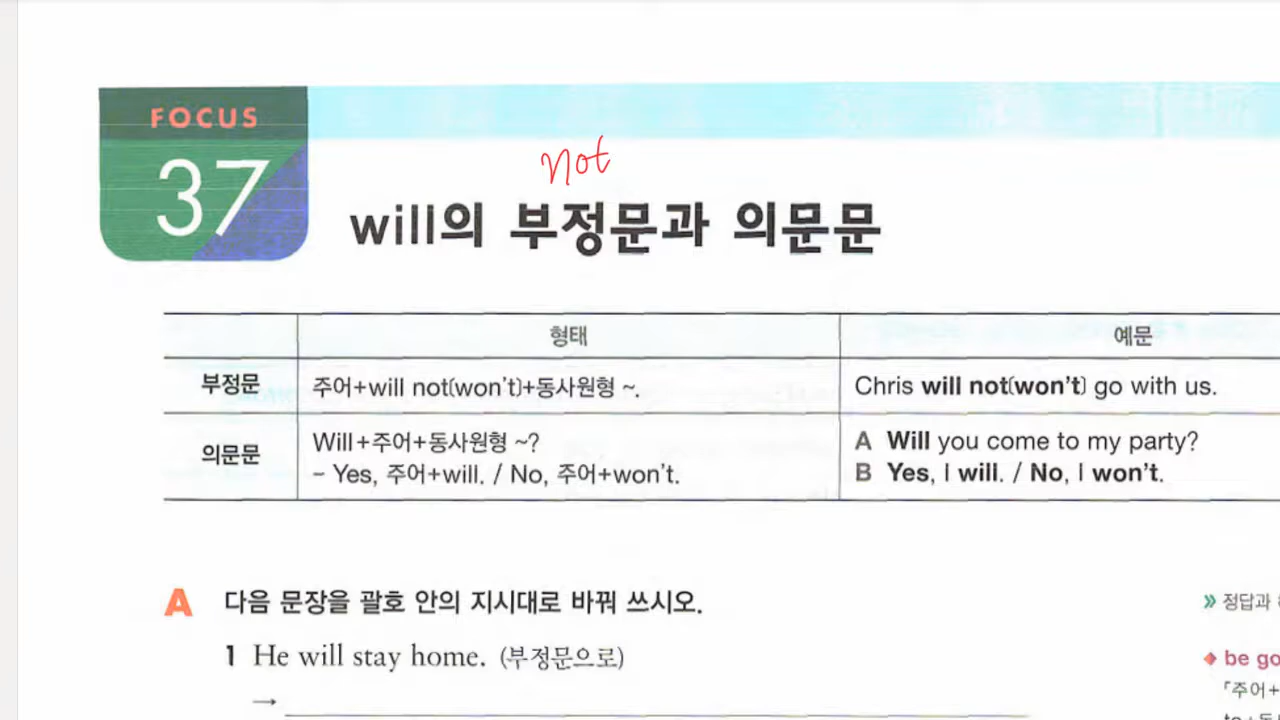 FOCUS
37
not
will의 부정문과 의문문
형태
예문
부정문
주어+will not(won't)+동사원형 ~.
Chris will not(won't) go with us.
의문문
Will+주어+동사원형 ~?
– Yes, 주어+will. / No, 주어+won't.
A Will you come to my party?
B Yes, I will. / No, I won't.
A 다음 문장을 괄호 안의 지시대로 바꿔 쓰시오.
» 정답과
1 He will stay home. (부정문으로)
→
◆ be go
「주어+